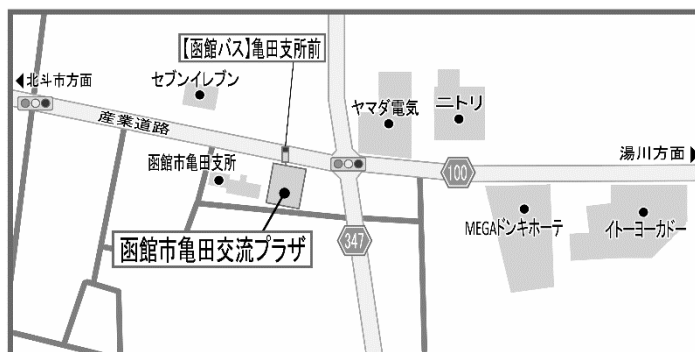 【函館バス】亀田支所前
◀北斗市方面
セブンイレブン
ヤマダ電気
ニトリ
産業道路
函館市亀田支所
湯川方面▶
100
函館市亀田交流プラザ
347
MEGAドンキホーテ
イトーヨーカドー